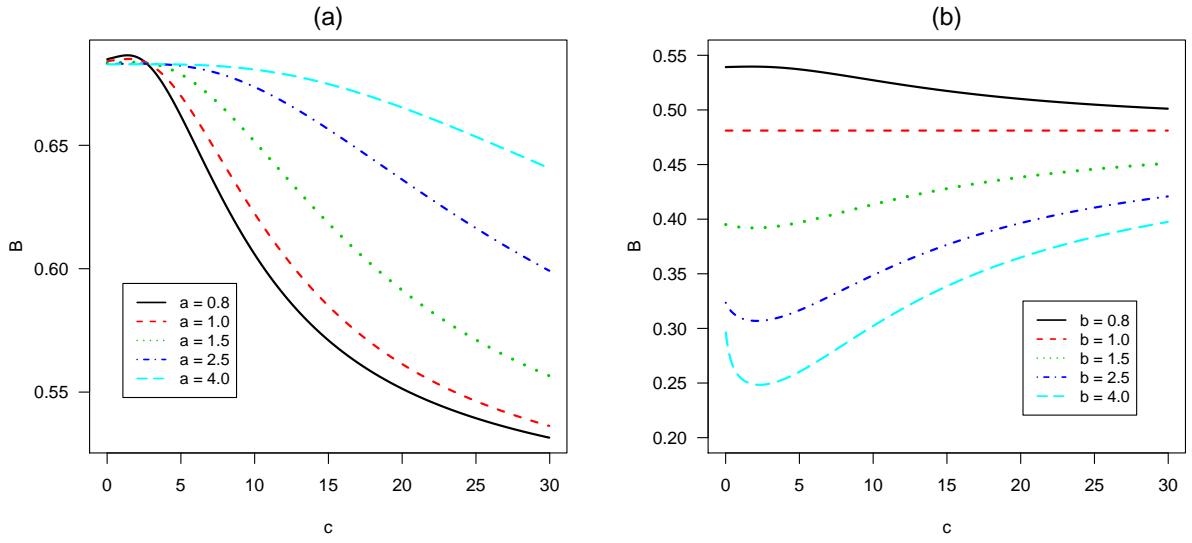 (a)
B
0.65
0.60
0.55
a = 0.8
a = 1.0
a = 1.5
a = 2.5
a = 4.0
0 5 10 15 20 25 30
c
(b)
B
0.55
0.50
0.45
0.40
0.35
0.30
0.25
0.20
b = 0.8
b = 1.0
b = 1.5
b = 2.5
b = 4.0
0 5 10 15 20 25 30
c